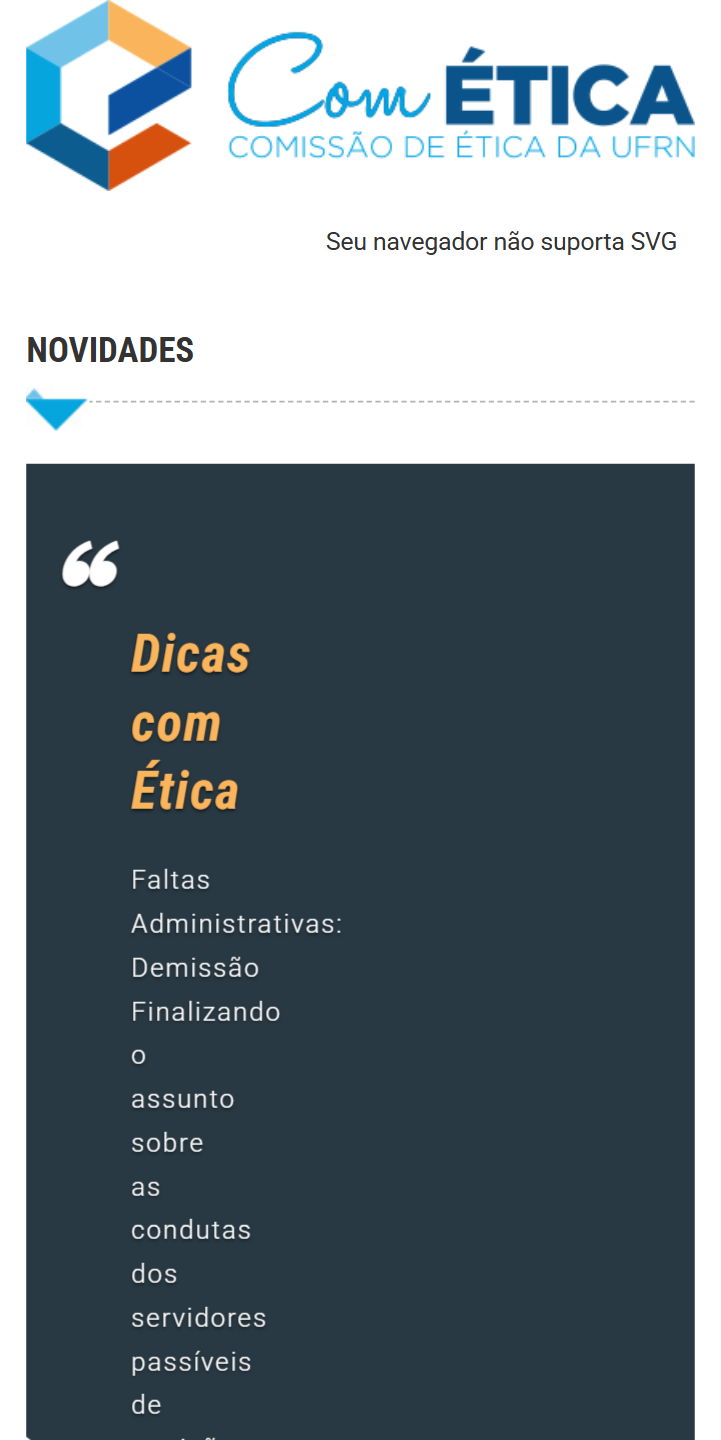 Com ÉTICA
COMISSÃO DE ÉTICA DA UFRN
Seu navegador não suporta SVG
NOVIDADES
“
Dicas
com
Ética
Faltas
Administrativas:
Demissão
Finalizando
o
assunto
sobre
as
condutas
dos
servidores
passíveis
de